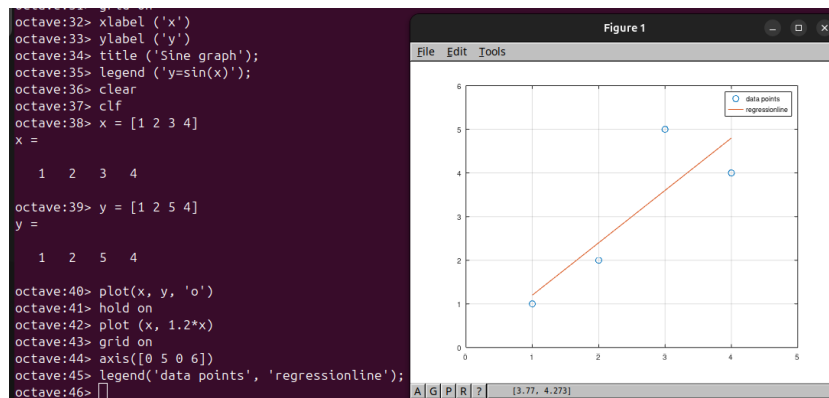 octave:32> xlabel ('x')
octave:33> ylabel ('y')
octave:34> title ('Sine graph');
octave:35> legend ('y=sin(x)');
octave:36> clear
octave:37> clf
octave:38> x = [1 2 3 4]
x =
1 2 3 4
octave:39> y = [1 2 5 4]
y =
1 2 5 4
octave:40> plot(x, y, 'o')
octave:41> hold on
octave:42> plot (x, 1.2*x)
octave:43> grid on
octave:44> axis([0 5 0 6])
octave:45> legend('data points', 'regressionline');
octave:46>
Figure 1
File Edit Tools
data points
regressionline
6
5
4
3
2
1
0
0 1 2 3 4 5
A G P R ? [3.77, 4.273]